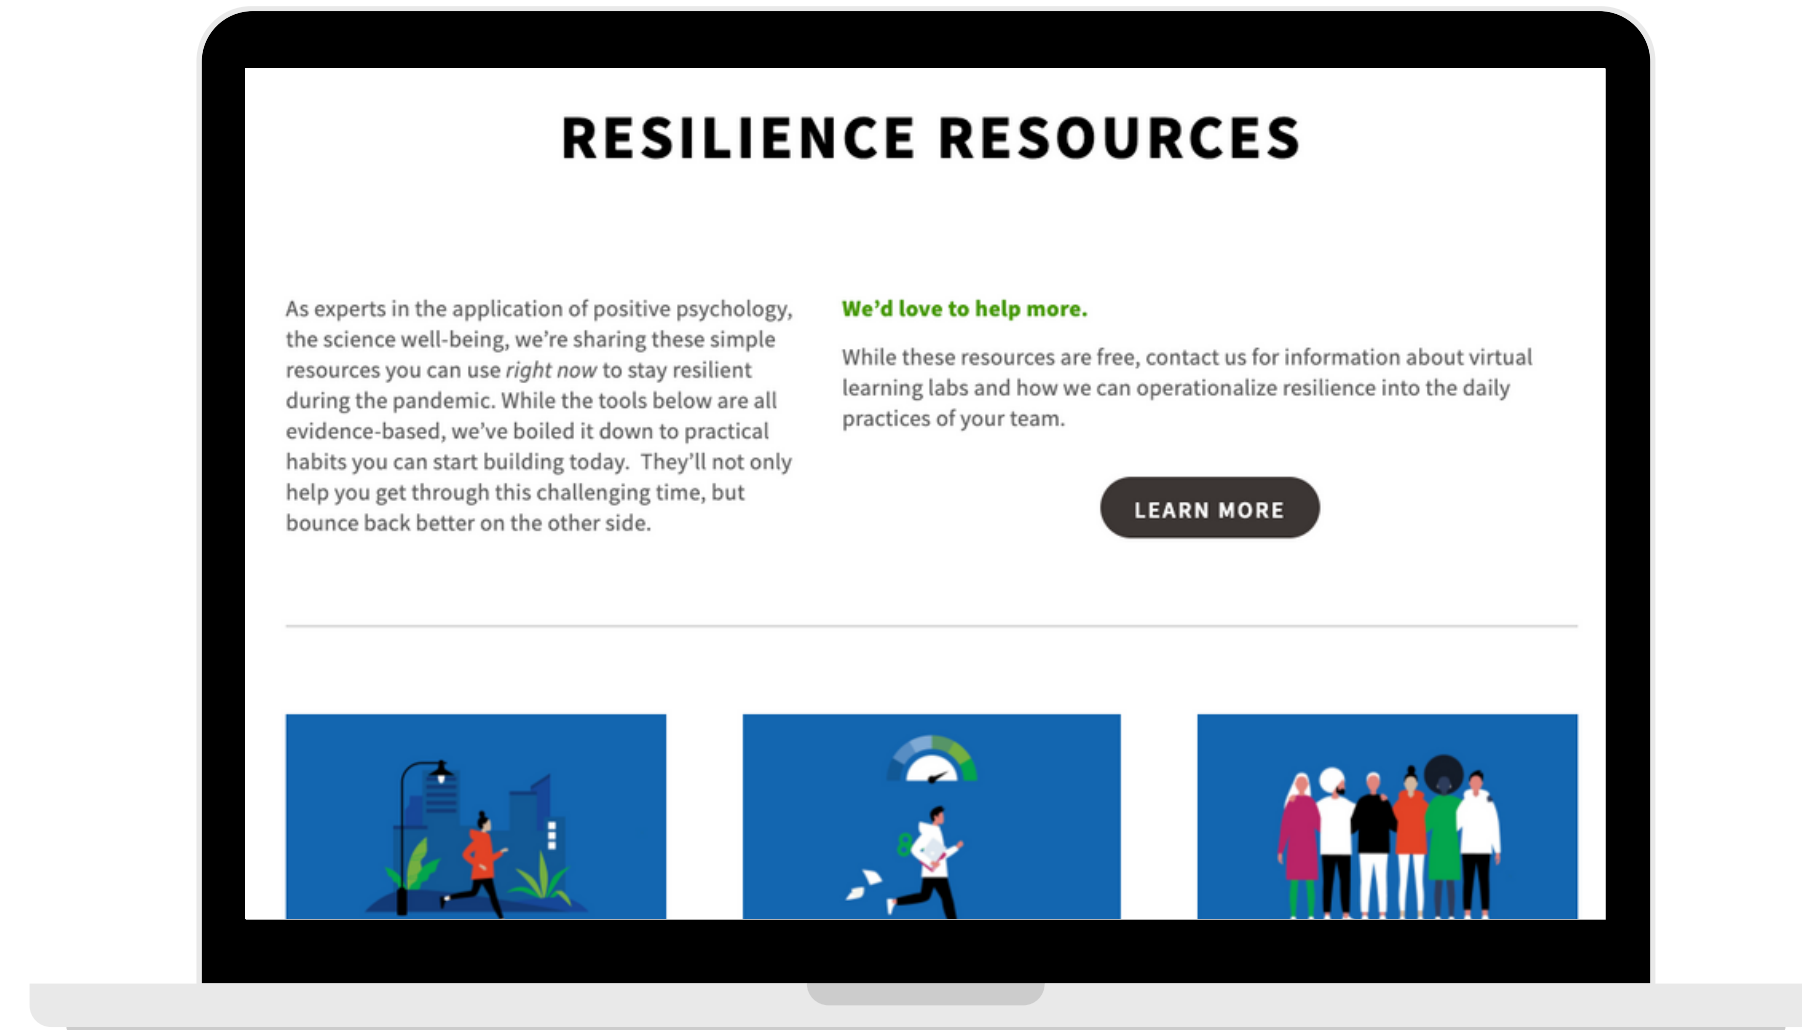 RESILIENCE RESOURCES
As experts in the application of positive psychology,
the science well-being, we’re sharing these simple
resources you can use right now to stay resilient
during the pandemic. While the tools below are all
evidence-based, we’ve boiled it down to practical
habits you can start building today.  They’ll not only
help you get through this challenging time, but
bounce back better on the other side.
We’d love to help more.
While these resources are free, contact us for information about virtual
learning labs and how we can operationalize resilience into the daily
practices of your team.
LEARN MORE